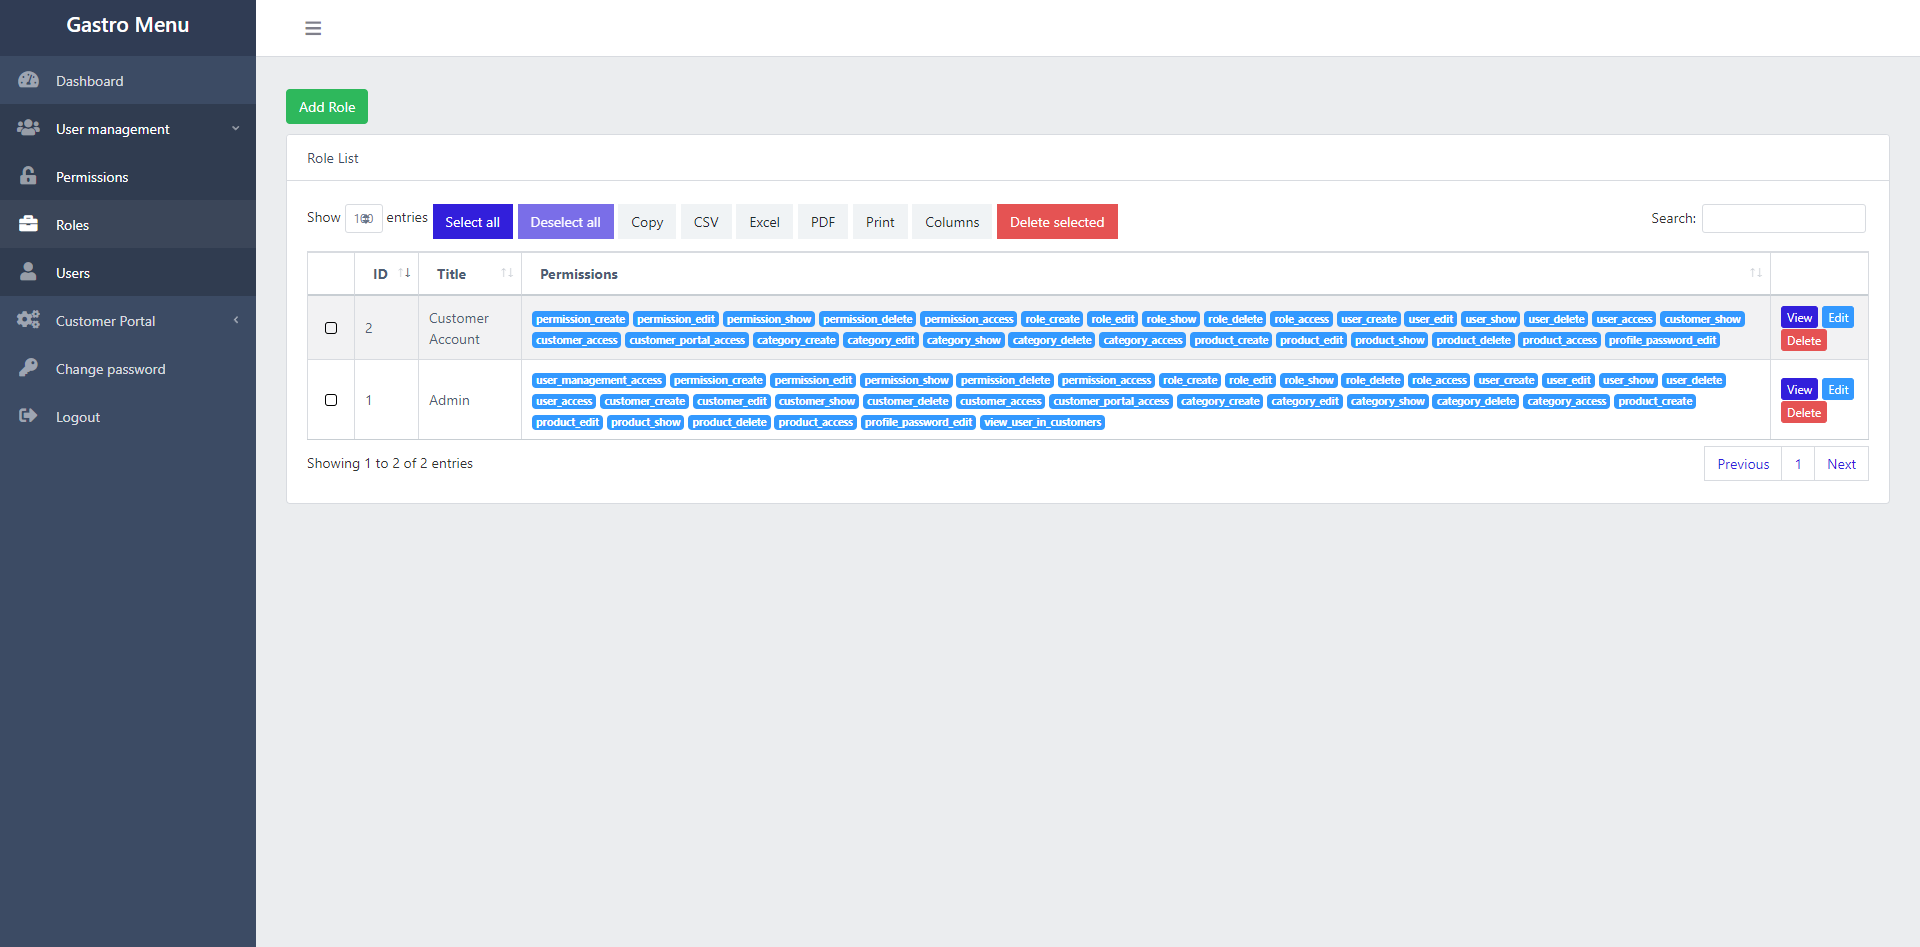 Gastro Menu
Dashboard
User management
Permissions
Roles
Users
Customer Portal
Change password
Logout
Add Role
Role List
Show 100 entries Select all Deselect all Copy CSV Excel PDF Print Columns Delete selected Search:
ID Title Permissions
2 Customer Account
permission_create permission_edit permission_show permission_delete permission_access role_create role_edit role_show role_delete role_access user_create user_edit user_show user_delete user_access customer_show
customer_access customer_portal_access category_create category_edit category_show category_delete category_access product_create product_edit product_show product_delete product_access profile_password_edit
View Edit
Delete
1 Admin
user_management_access permission_create permission_edit permission_show permission_delete permission_access role_create role_edit role_show role_delete role_access user_create user_edit user_show user_delete
user_access customer_create customer_edit customer_show customer_delete customer_access customer_portal_access category_create category_edit category_show category_delete category_access product_create
product_edit product_show product_delete product_access profile_password_edit view_user_in_customers
View Edit
Delete
Showing 1 to 2 of 2 entries
Previous 1 Next